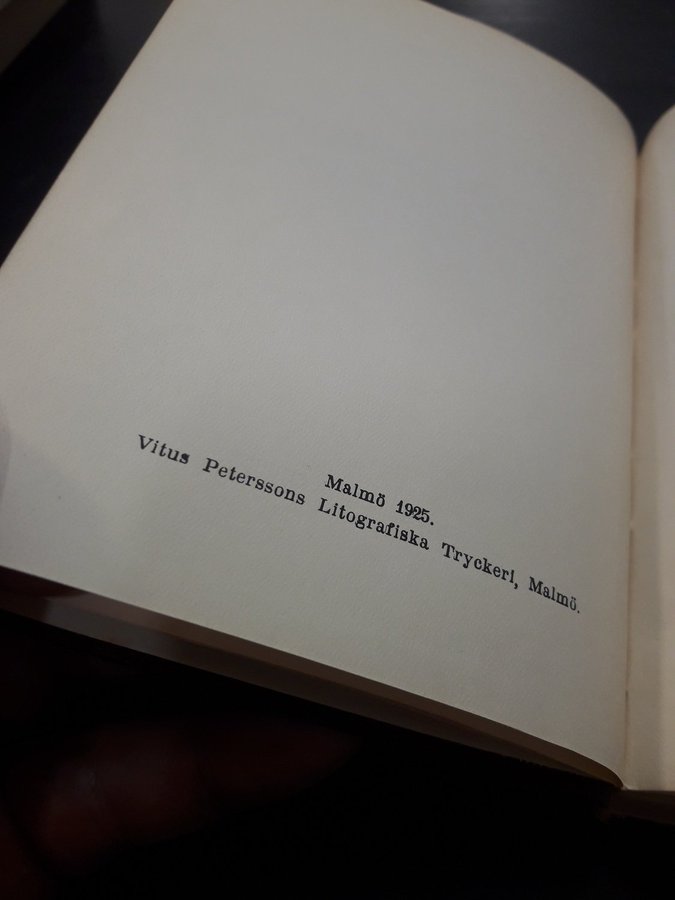 Malmö 1925.
Vitus Peterssons Litografiska Tryckeri, Malmö.